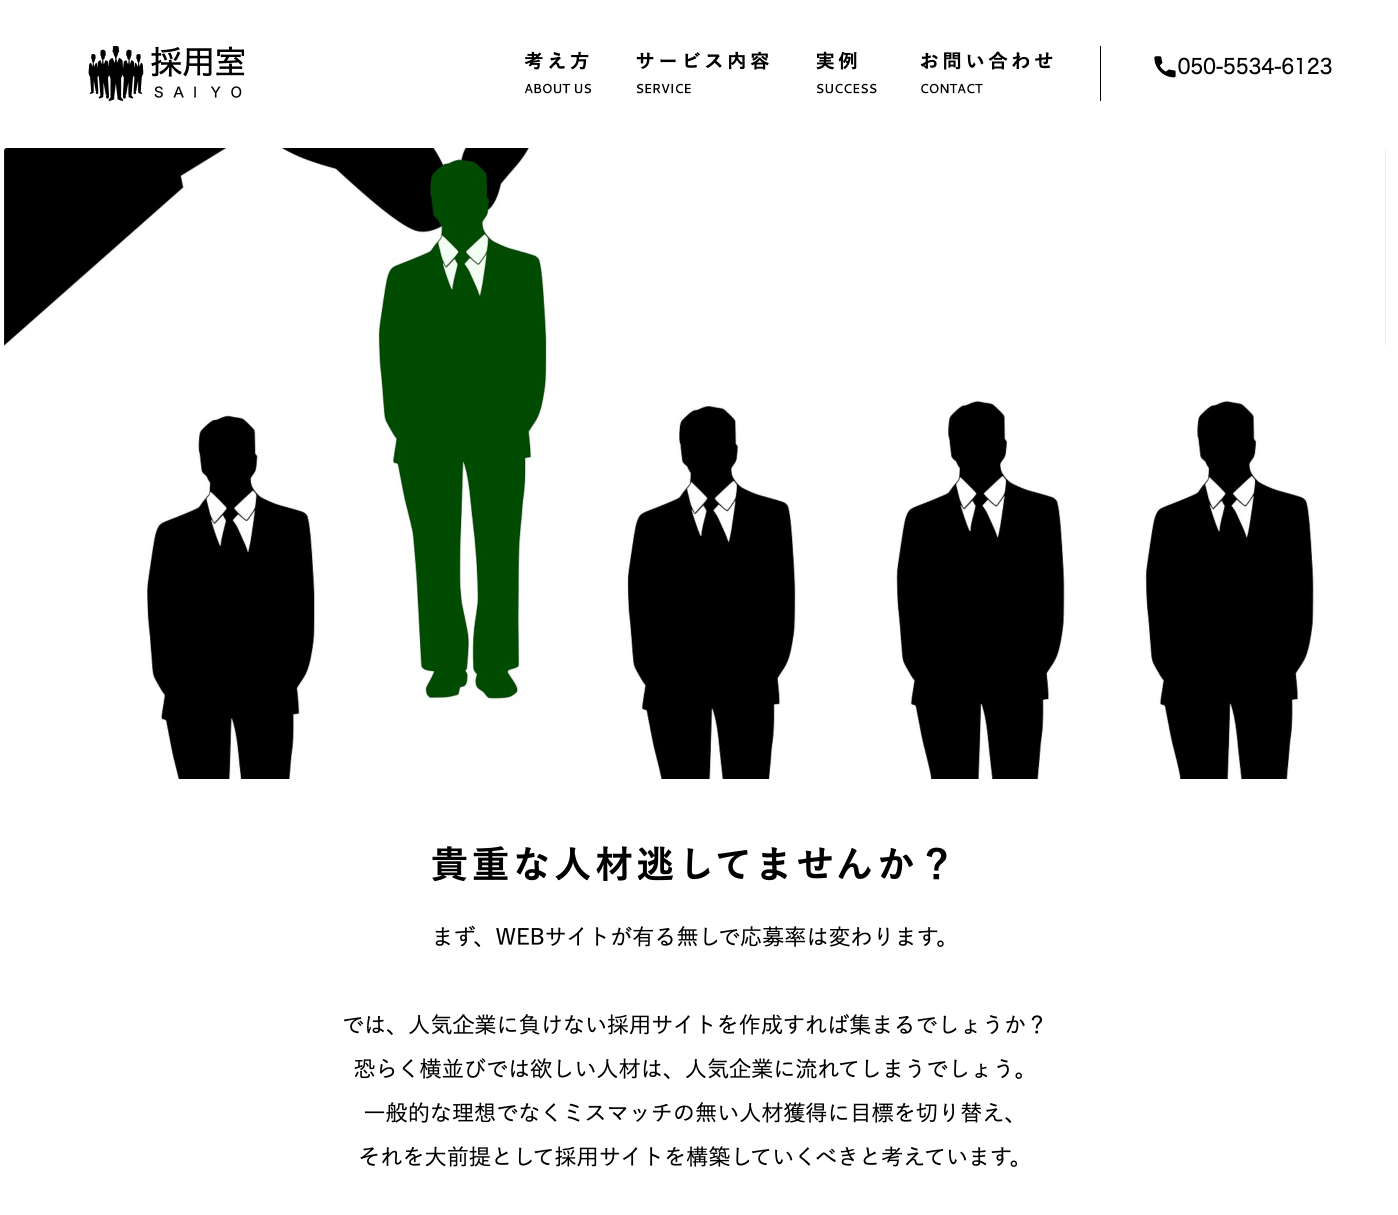 採用室
SAIYO
考え方
ABOUT US
サービス内容
SERVICE
実例
SUCCESS
お問い合わせ
CONTACT
050-5534-6123
貴重な人材逃してませんか？
まず、WEBサイトが有る無しで応募率は変わります。
では、人気企業に負けない採用サイトを作成すれば集まるでしょうか？
恐らく横並びでは欲しい人材は、人気企業に流れてしまうでしょう。
一般的な理想でなくミスマッチの無い人材獲得に目標を切り替え、
それを大前提として採用サイトを構築していくべきと考えています。